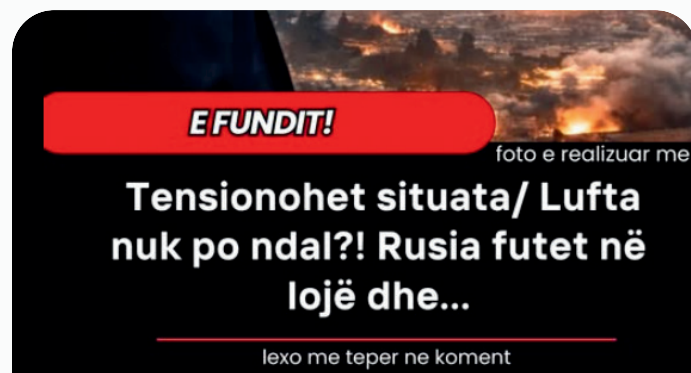 E FUNDIT!
foto e realizuar me
Tensionohet situata/ Lufta
nuk po ndal?! Rusia futet në
lojë dhe...
lexo me teper ne koment